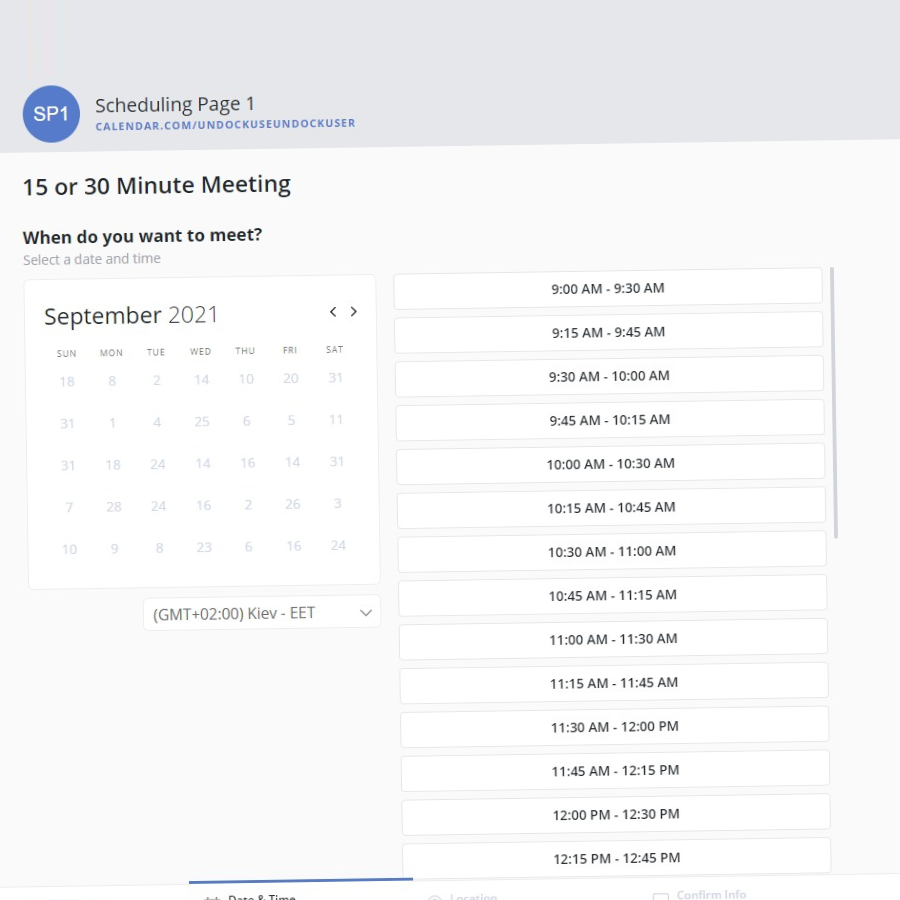 SP1
Scheduling Page 1
CALENDAR.COM/UNDOCKUSEUNDOCKUSER
15 or 30 Minute Meeting
When do you want to meet?
Select a date and time
September 2021
SUN MON TUE WED THU FRI SAT
18 8 2 14 10 20 31
31 1 4 25 6 5 11
31 18 24 14 16 14 31
7 28 24 16 2 26 3
10 9 8 23 6 16 24
(GMT+02:00) Kiev - EET
9:00 AM - 9:30 AM
9:15 AM - 9:45 AM
9:30 AM - 10:00 AM
9:45 AM - 10:15 AM
10:00 AM - 10:30 AM
10:15 AM - 10:45 AM
10:30 AM - 11:00 AM
10:45 AM - 11:15 AM
11:00 AM - 11:30 AM
11:15 AM - 11:45 AM
11:30 AM - 12:00 PM
11:45 AM - 12:15 PM
12:00 PM - 12:30 PM
12:15 PM - 12:45 PM
Date & Time
Location
Confirm Info